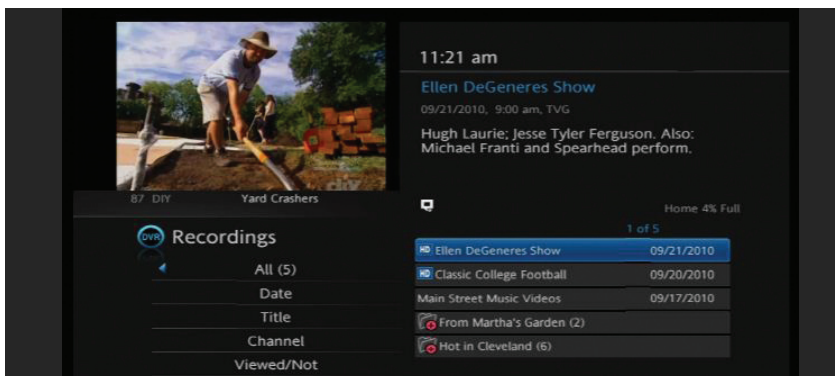 diy
87 DIY Yard Crashers
DVR Recordings
All (5)
Date
Title
Channel
Viewed/Not
11:21 am
Ellen DeGeneres Show
09/21/2010, 9:00 am, TVG
Hugh Laurie; Jesse Tyler Ferguson. Also:
Michael Franti and Spearhead perform.
Home 4% Full
1 of 5
HD Ellen DeGeneres Show 09/21/2010
HD Classic College Football 09/20/2010
Main Street Music Videos 09/17/2010
From Martha's Garden (2)
Hot in Cleveland (6)